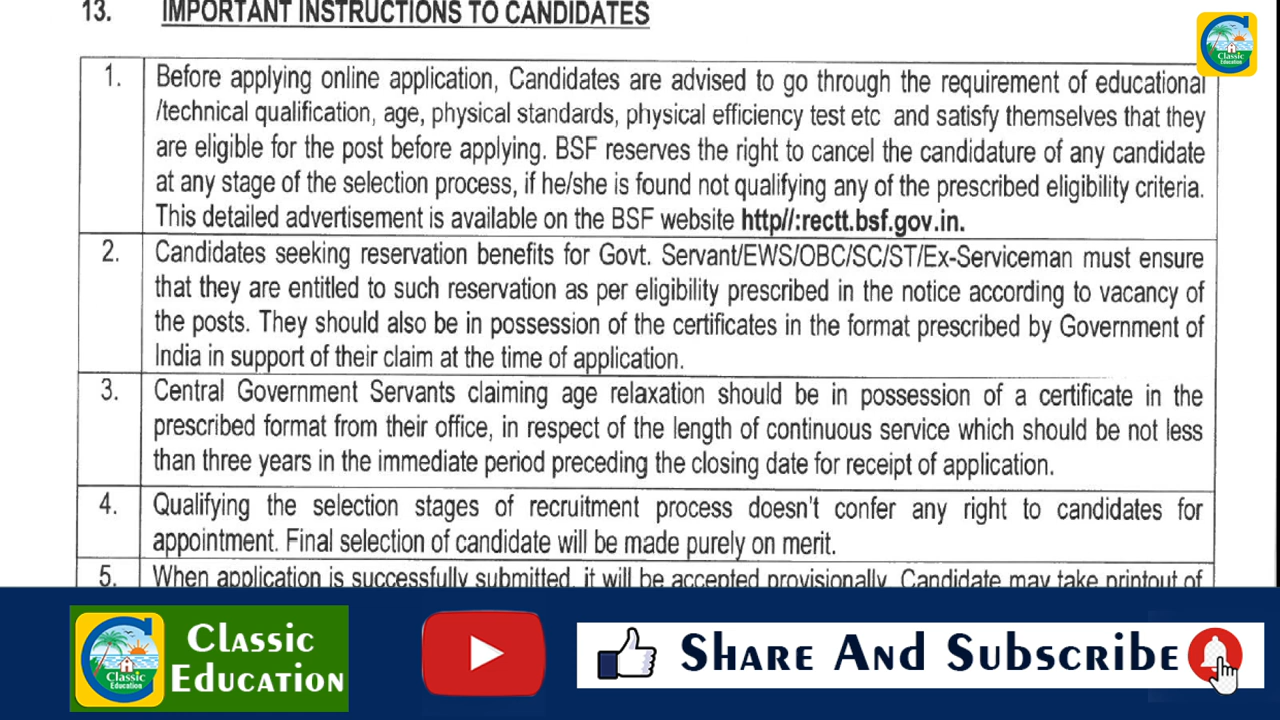 13. IMPORTANT INSTRUCTIONS TO CANDIDATES
Classic
Education
1. Before applying online application, Candidates are advised to go through the requirement of educational
/technical qualification, age, physical standards, physical efficiency test etc and satisfy themselves that they
are eligible for the post before applying. BSF reserves the right to cancel the candidature of any candidate
at any stage of the selection process, if he/she is found not qualifying any of the prescribed eligibility criteria.
This detailed advertisement is available on the BSF website http//:rectt.bsf.gov.in.
2. Candidates seeking reservation benefits for Govt. Servant/EWS/OBC/SC/ST/Ex-Serviceman must ensure
that they are entitled to such reservation as per eligibility prescribed in the notice according to vacancy of
the posts. They should also be in possession of the certificates in the format prescribed by Government of
India in support of their claim at the time of application.
3. Central Government Servants claiming age relaxation should be in possession of a certificate in the
prescribed format from their office, in respect of the length of continuous service which should be not less
than three years in the immediate period preceding the closing date for receipt of application.
4. Qualifying the selection stages of recruitment process doesn't confer any right to candidates for
appointment. Final selection of candidate will be made purely on merit.
5. When application is successfully submitted, it will be accepted provisionally. Candidate may take printout of
Classic
Education
Classic
Education
Share And Subscribe